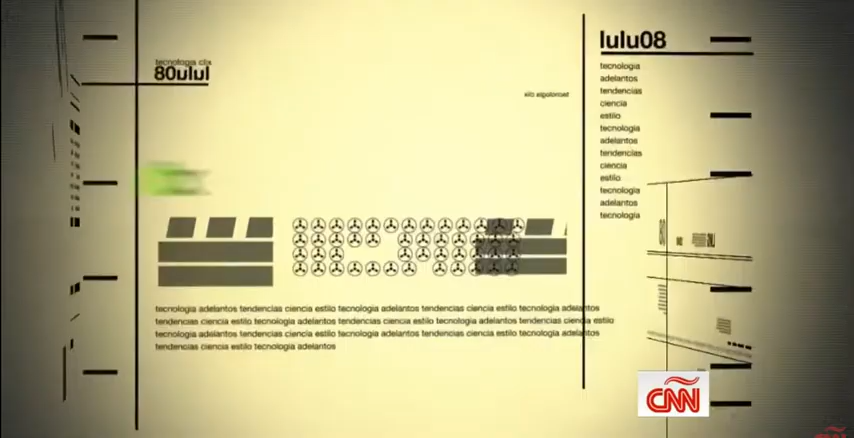 lulu08
tecnologia
adelantos
tendencias
ciencia
estilo
tecnologia
adelantos
tendencias
ciencia
estilo
tecnologia
adelantos
tecnologia
tecnologia clix
lulu08
tecnologia adelantos tendencias ciencia estilo tecnologia adelantos tendencias ciencia estilo tecnologia adelantos
tendencias ciencia estilo tecnologia adelantos tendencias ciencia estilo tecnologia adelantos tendencias ciencia estilo
tecnologia adelantos tendencias ciencia estilo tecnologia adelantos tendencias ciencia estilo tecnologia adelantos
tendencias ciencia estilo tecnologia adelantos
CNN